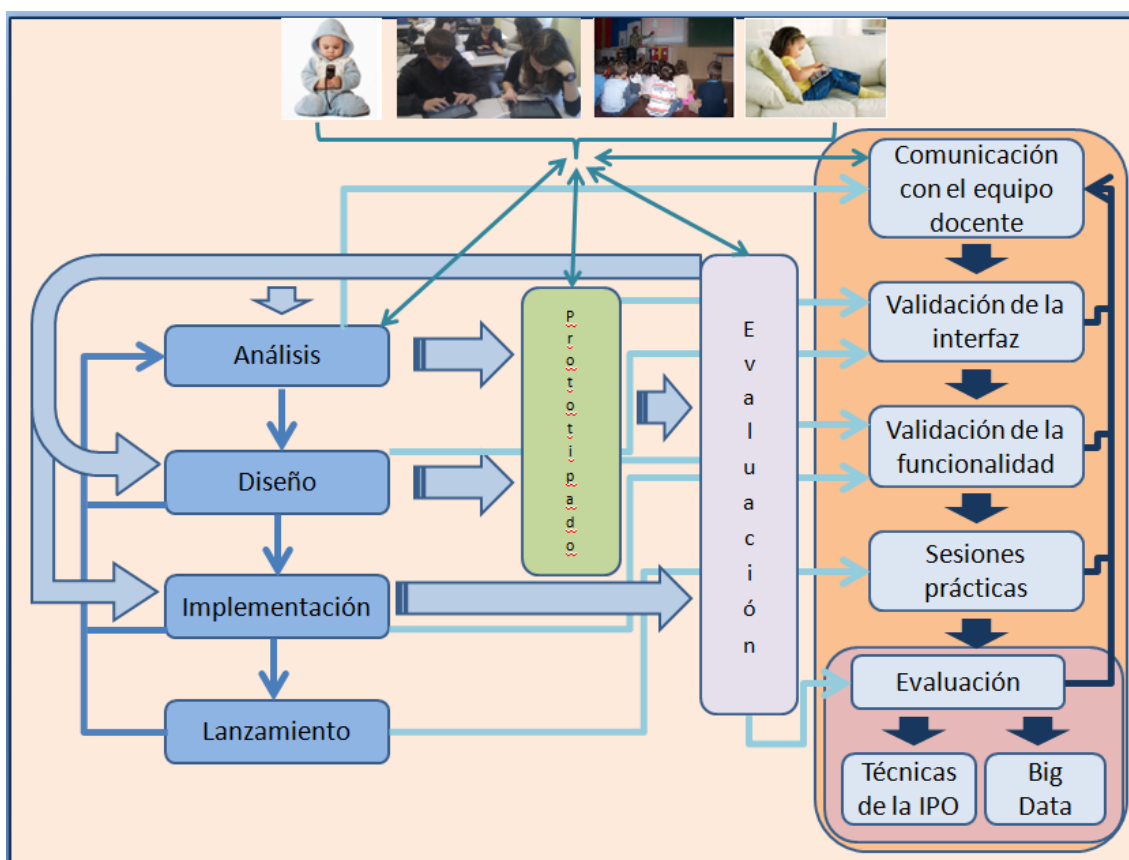 Comunicación
con el equipo
docente
Validación de la
interfaz
Validación de la
funcionalidad
Sesiones
prácticas
Evaluación
Técnicas
de la IPO
Big
Data
Análisis
Diseño
Implementación
Lanzamiento
P
r
o
t
o
t
i
p
a
d
o
E
v
a
l
u
a
c
i
ó
n